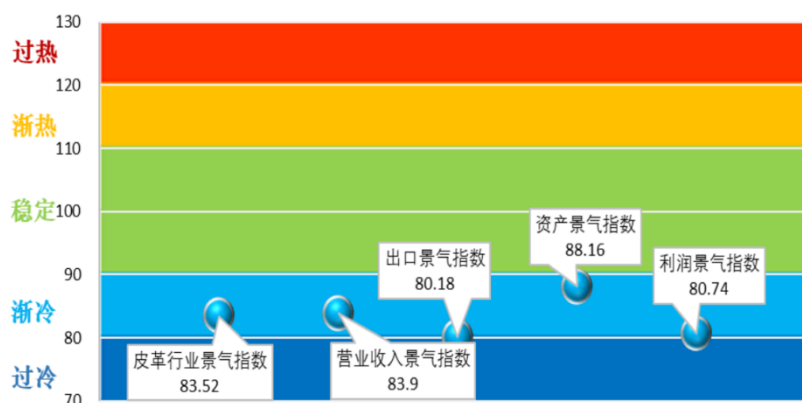 130
过热
120
渐热
110
稳定
100
90
渐冷
80
过冷
70
皮革行业景气指数
83.52
营业收入景气指数
83.9
出口景气指数
80.18
资产景气指数
88.16
利润景气指数
80.74